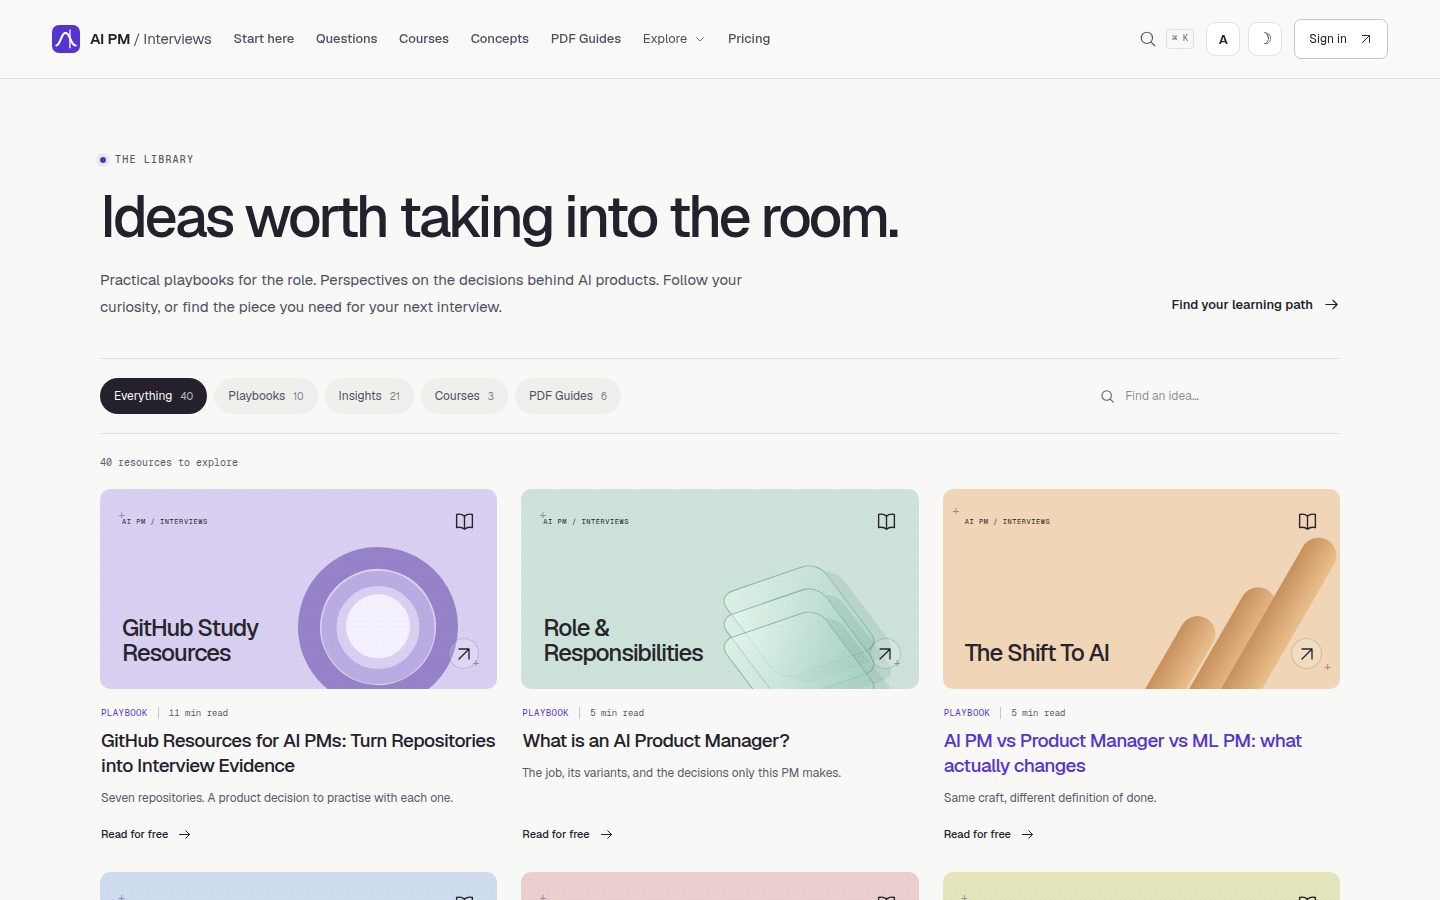 AI PM / Interviews Start here Questions Courses Concepts PDF Guides Explore Pricing ⌘ K A Sign in
THE LIBRARY
Ideas worth taking into the room.
Practical playbooks for the role. Perspectives on the decisions behind AI products. Follow your
curiosity, or find the piece you need for your next interview.
Find your learning path
Everything 40 Playbooks 10 Insights 21 Courses 3 PDF Guides 6 Find an idea...
40 resources to explore
AI PM / INTERVIEWS
GitHub Study
Resources
PLAYBOOK 11 min read
GitHub Resources for AI PMs: Turn Repositories
into Interview Evidence
Seven repositories. A product decision to practise with each one.
Read for free
AI PM / INTERVIEWS
Role &
Responsibilities
PLAYBOOK 5 min read
What is an AI Product Manager?
The job, its variants, and the decisions only this PM makes.
Read for free
AI PM / INTERVIEWS
The Shift To AI
PLAYBOOK 5 min read
AI PM vs Product Manager vs ML PM: what
actually changes
Same craft, different definition of done.
Read for free